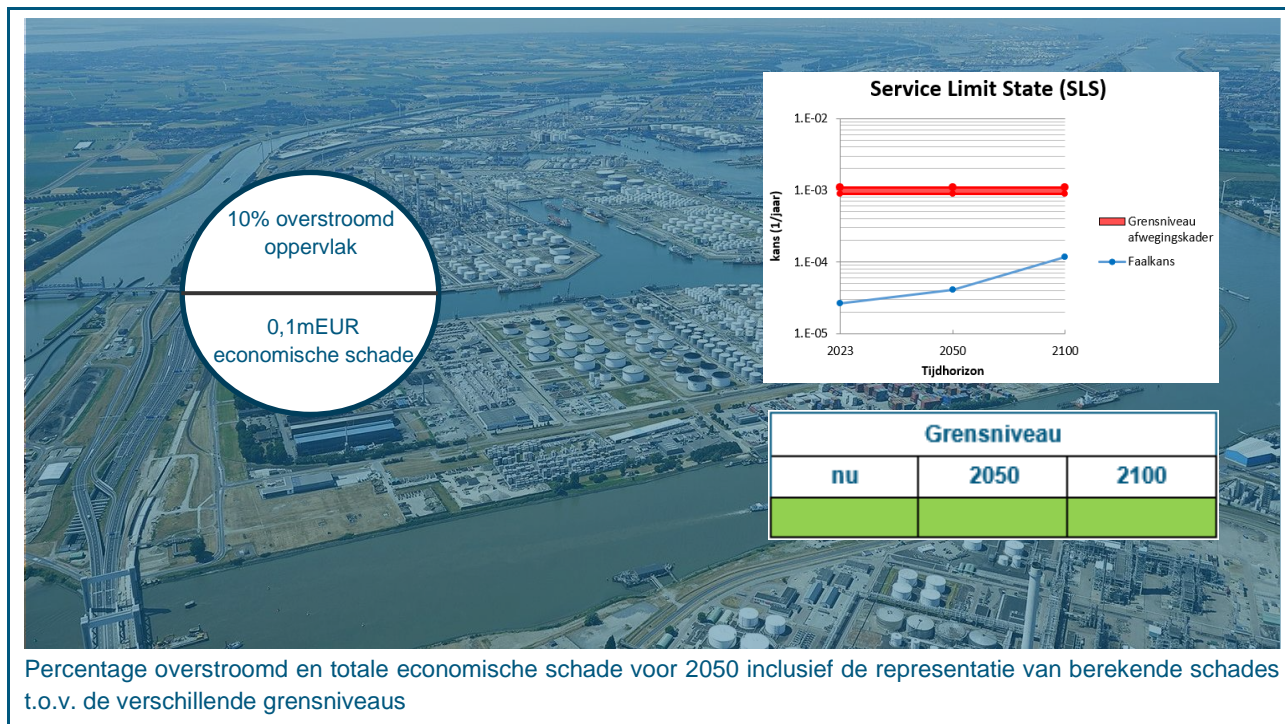 10% overstroomd
oppervlak
0,1mEUR
economische schade
Service Limit State (SLS)
kans (1/jaar)
1.E-02
1.E-03
1.E-04
1.E-05
2023
2050
2100
Tijdhorizon
Grensniveau
afwegingskader
Faalkans
Grensniveau
nu 2050 2100
Percentage overstroomd en totale economische schade voor 2050 inclusief de representatie van berekende schades
t.o.v. de verschillende grensniveaus